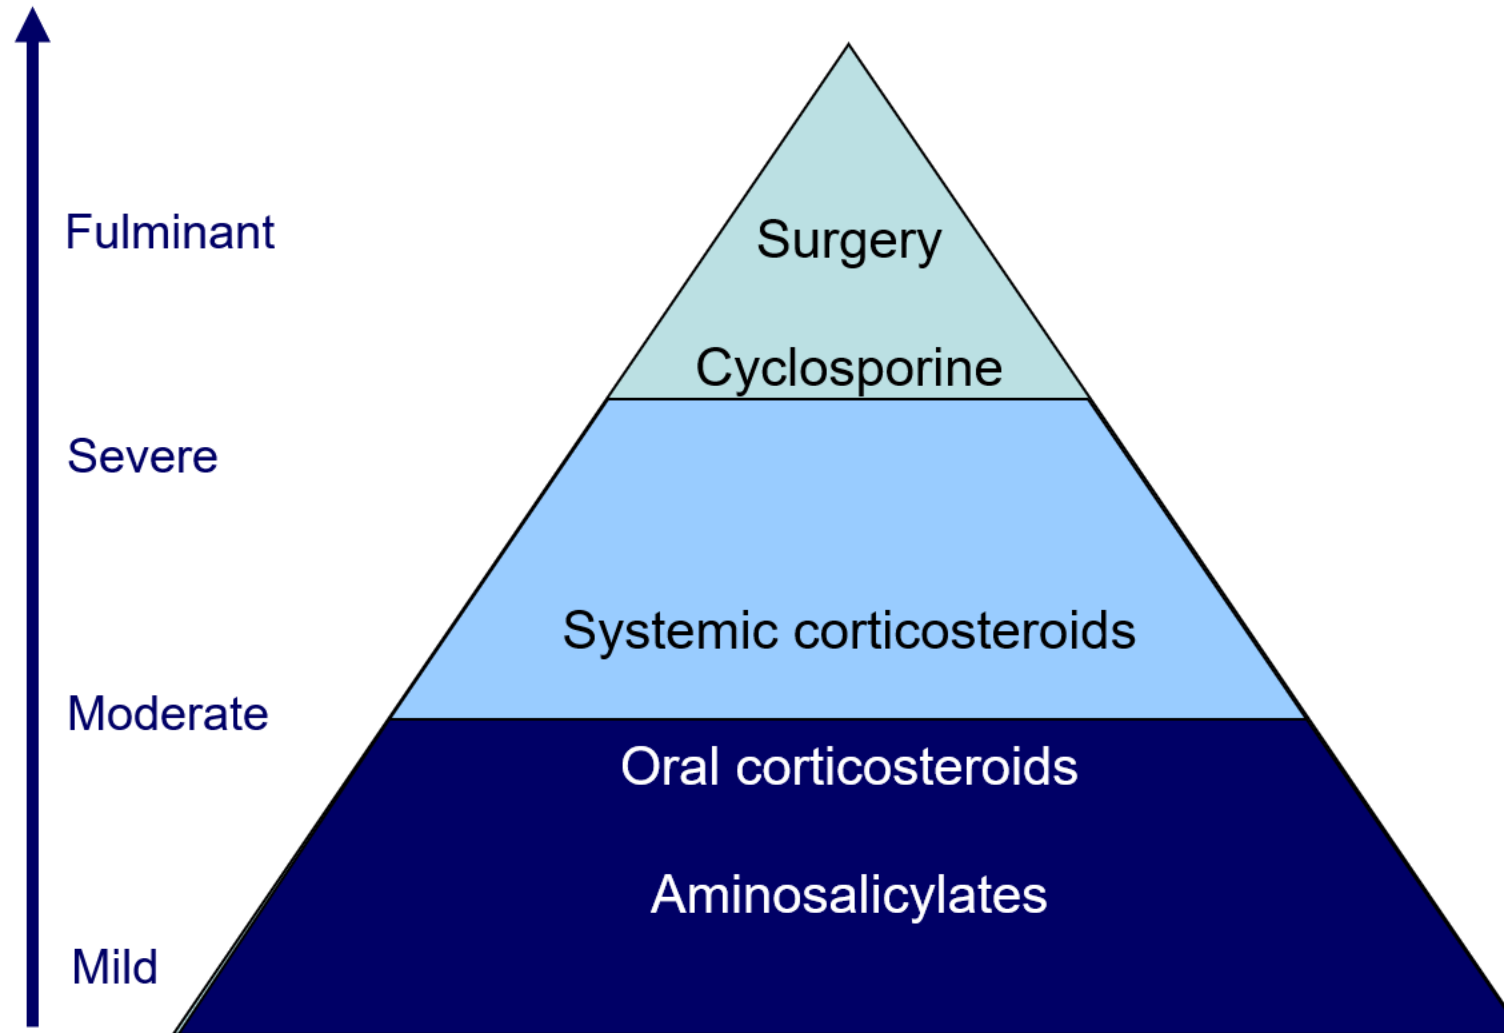 Fulminant
Surgery
Cyclosporine
Severe
Systemic corticosteroids
Moderate
Oral corticosteroids
Aminosalicylates
Mild